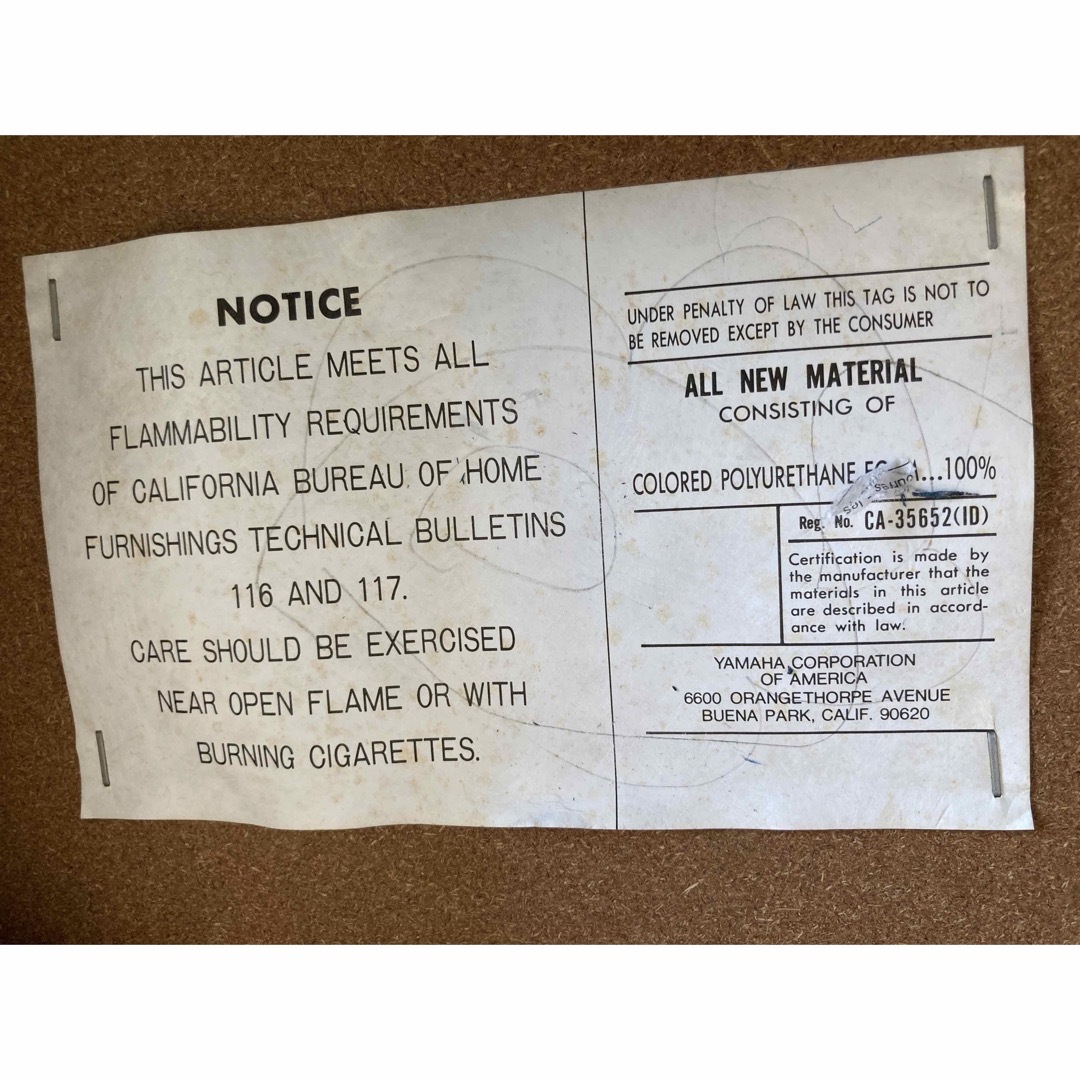 NOTICE
THIS ARTICLE MEETS ALL
FLAMMABILITY REQUIREMENTS
OF CALIFORNIA BUREAU OF HOME
FURNISHINGS TECHNICAL BULLETINS
116 AND 117.
CARE SHOULD BE EXERCISED
NEAR OPEN FLAME OR WITH
BURNING CIGARETTES.
UNDER PENALTY OF LAW THIS TAG IS NOT TO
BE REMOVED EXCEPT BY THE CONSUMER
ALL NEW MATERIAL
CONSISTING OF
COLORED POLYURETHANE ...100%
Reg. No. CA-35652(ID)
Certification is made by
the manufacturer that the
materials in this article
are described in accord-
ance with law.
YAMAHA CORPORATION
OF AMERICA
6600 ORANGETHORPE AVENUE
BUENA PARK, CALIF. 90620